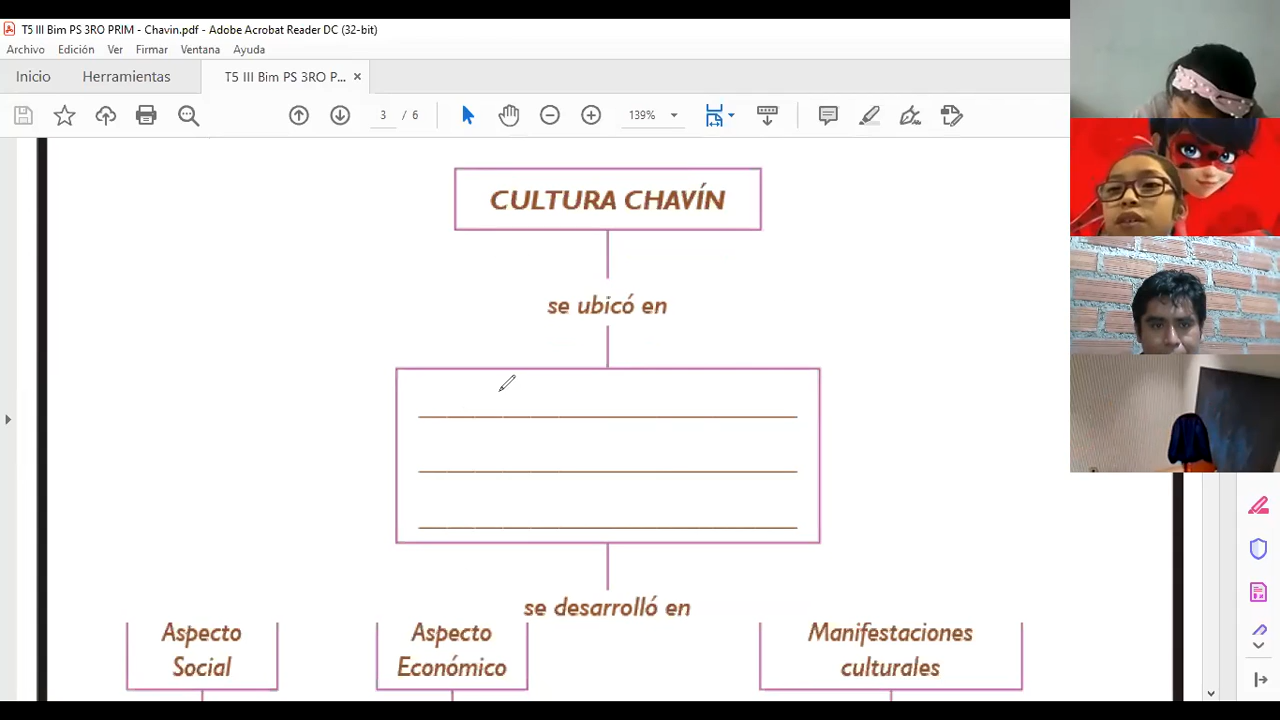 T5 III Bim PS 3RO PRIM - Chavin.pdf - Adobe Acrobat Reader DC (32-bit)
Archivo Edición Ver Firmar Ventana Ayuda
Inicio Herramientas T5 III Bim PS 3RO P... ×
3 / 6 139%
CULTURA CHAVÍN
se ubicó en
se desarrolló en
Aspecto
Social
Aspecto
Económico
Manifestaciones
culturales